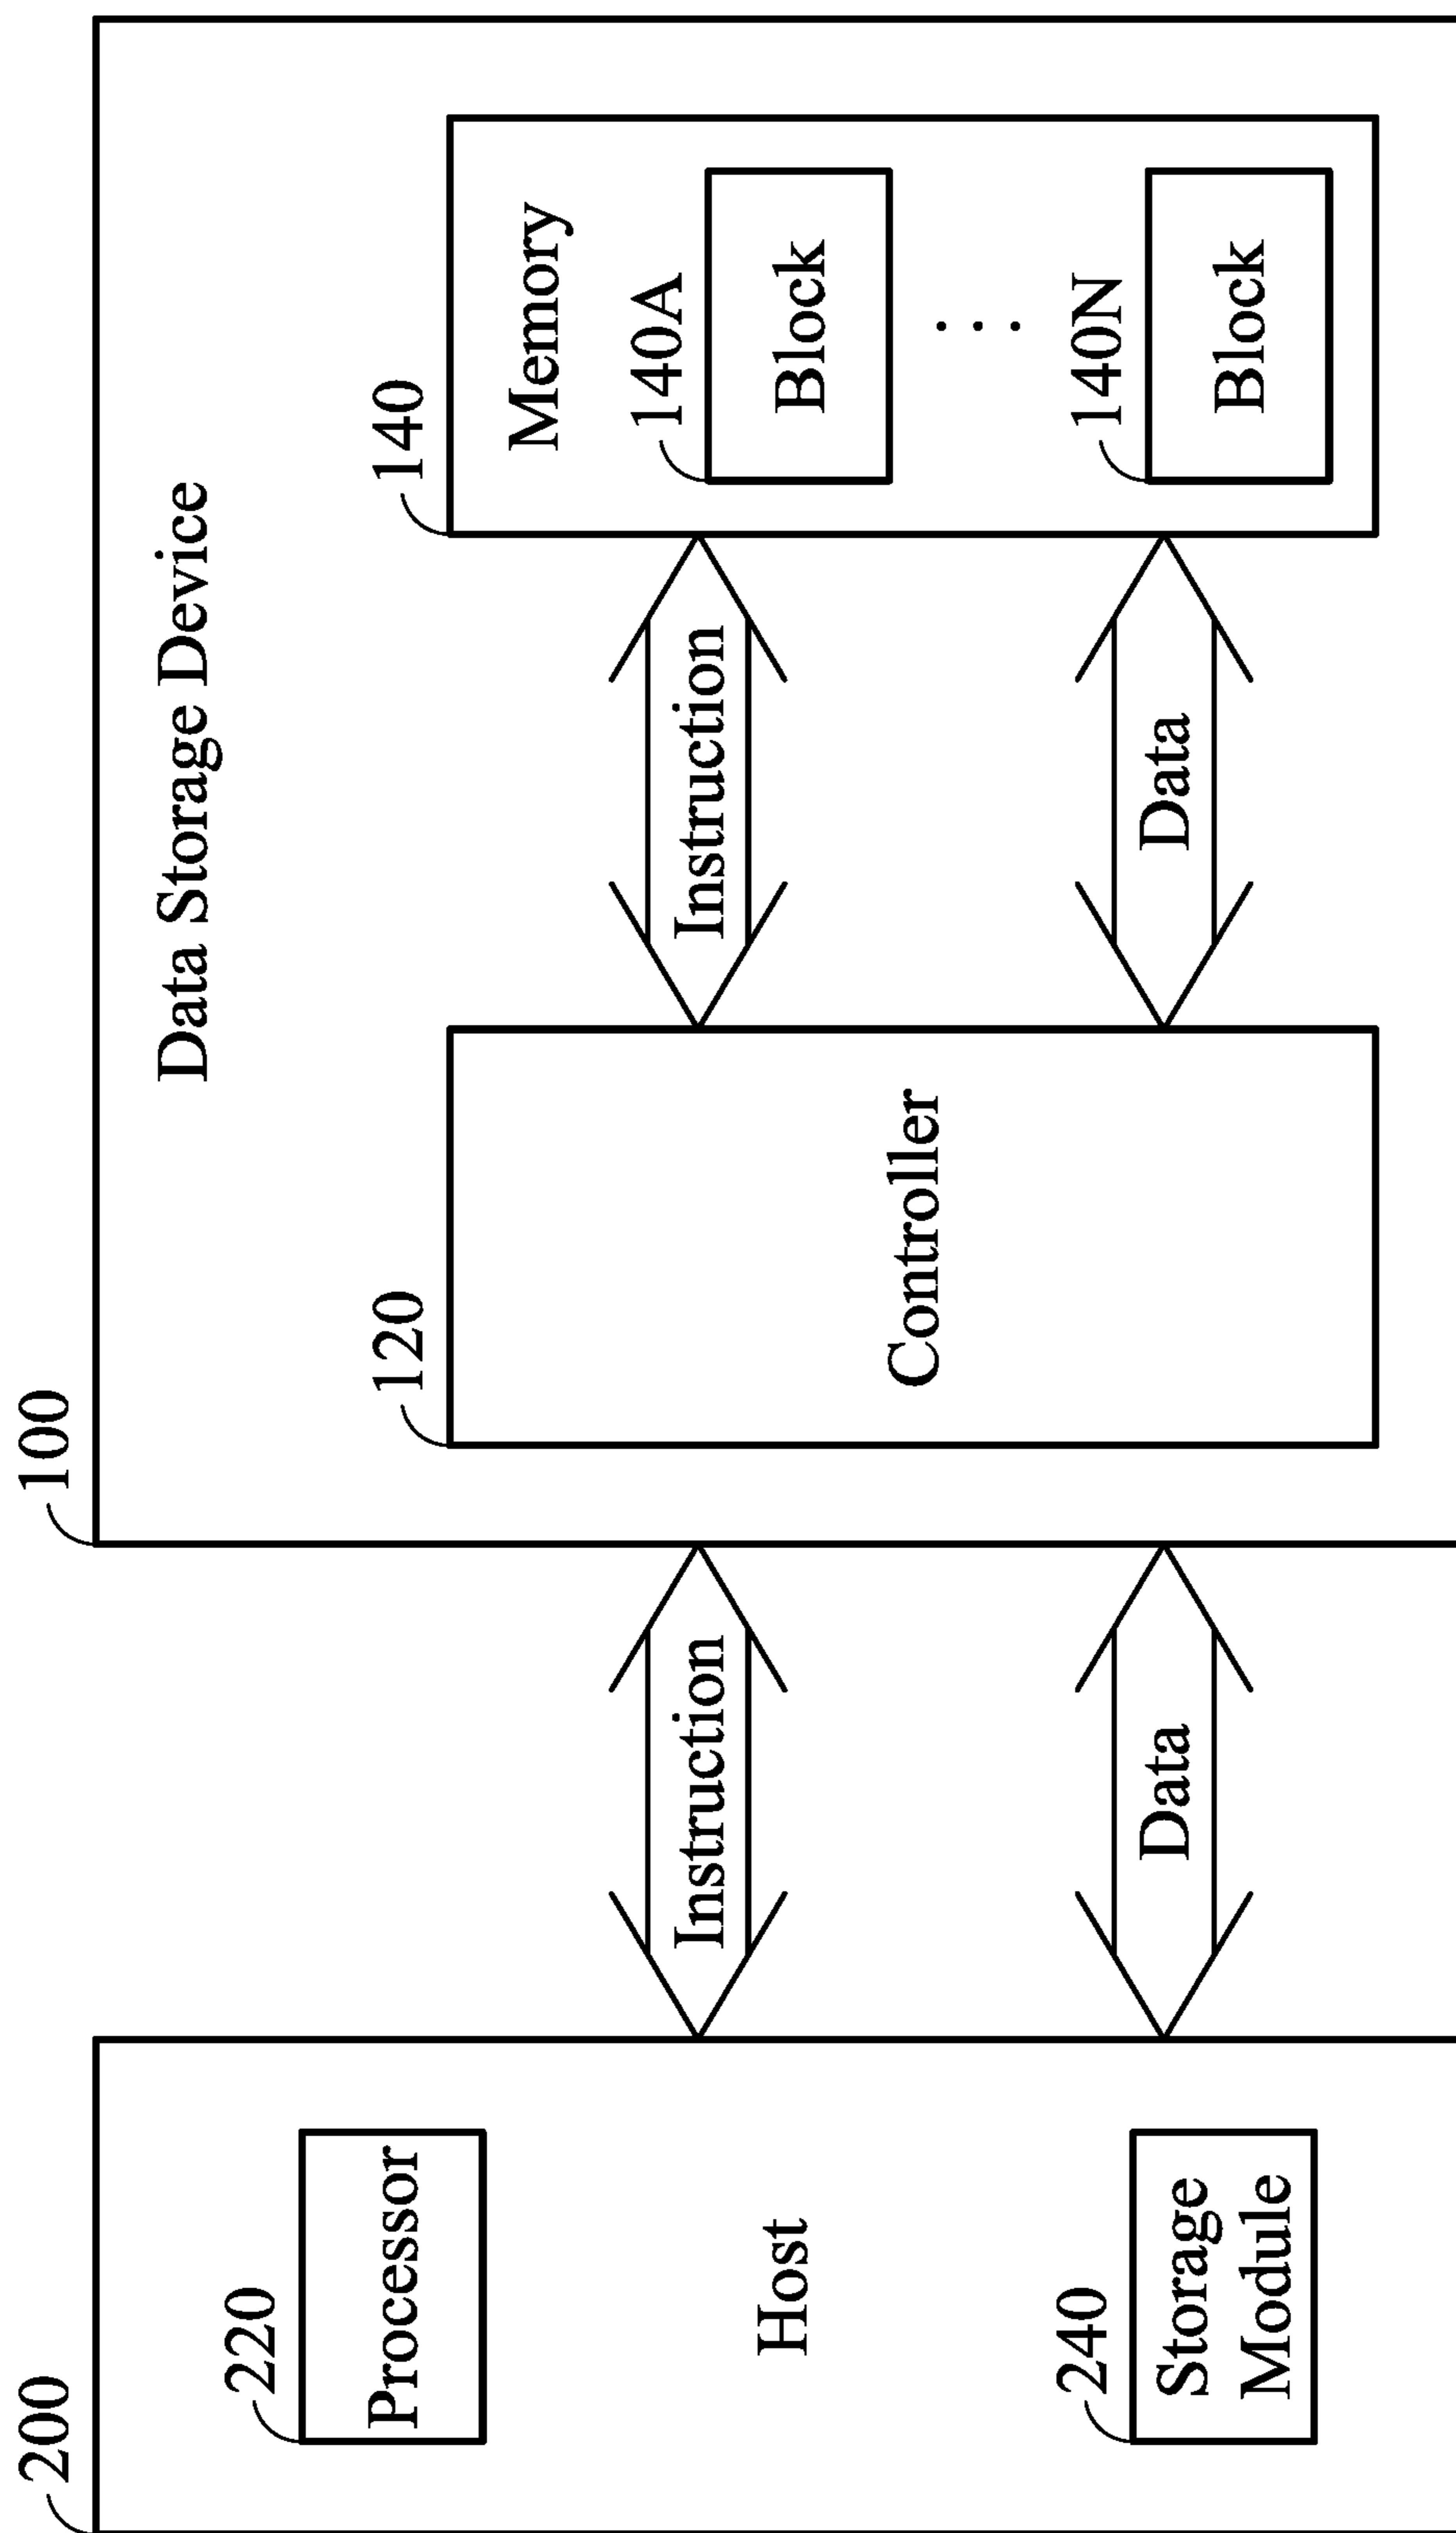 200
220
Processor
Host
240
Storage
Module
Instruction
Data
100
Data Storage Device
120
Controller
Instruction
Data
140
Memory
140A
Block
...
140N
Block